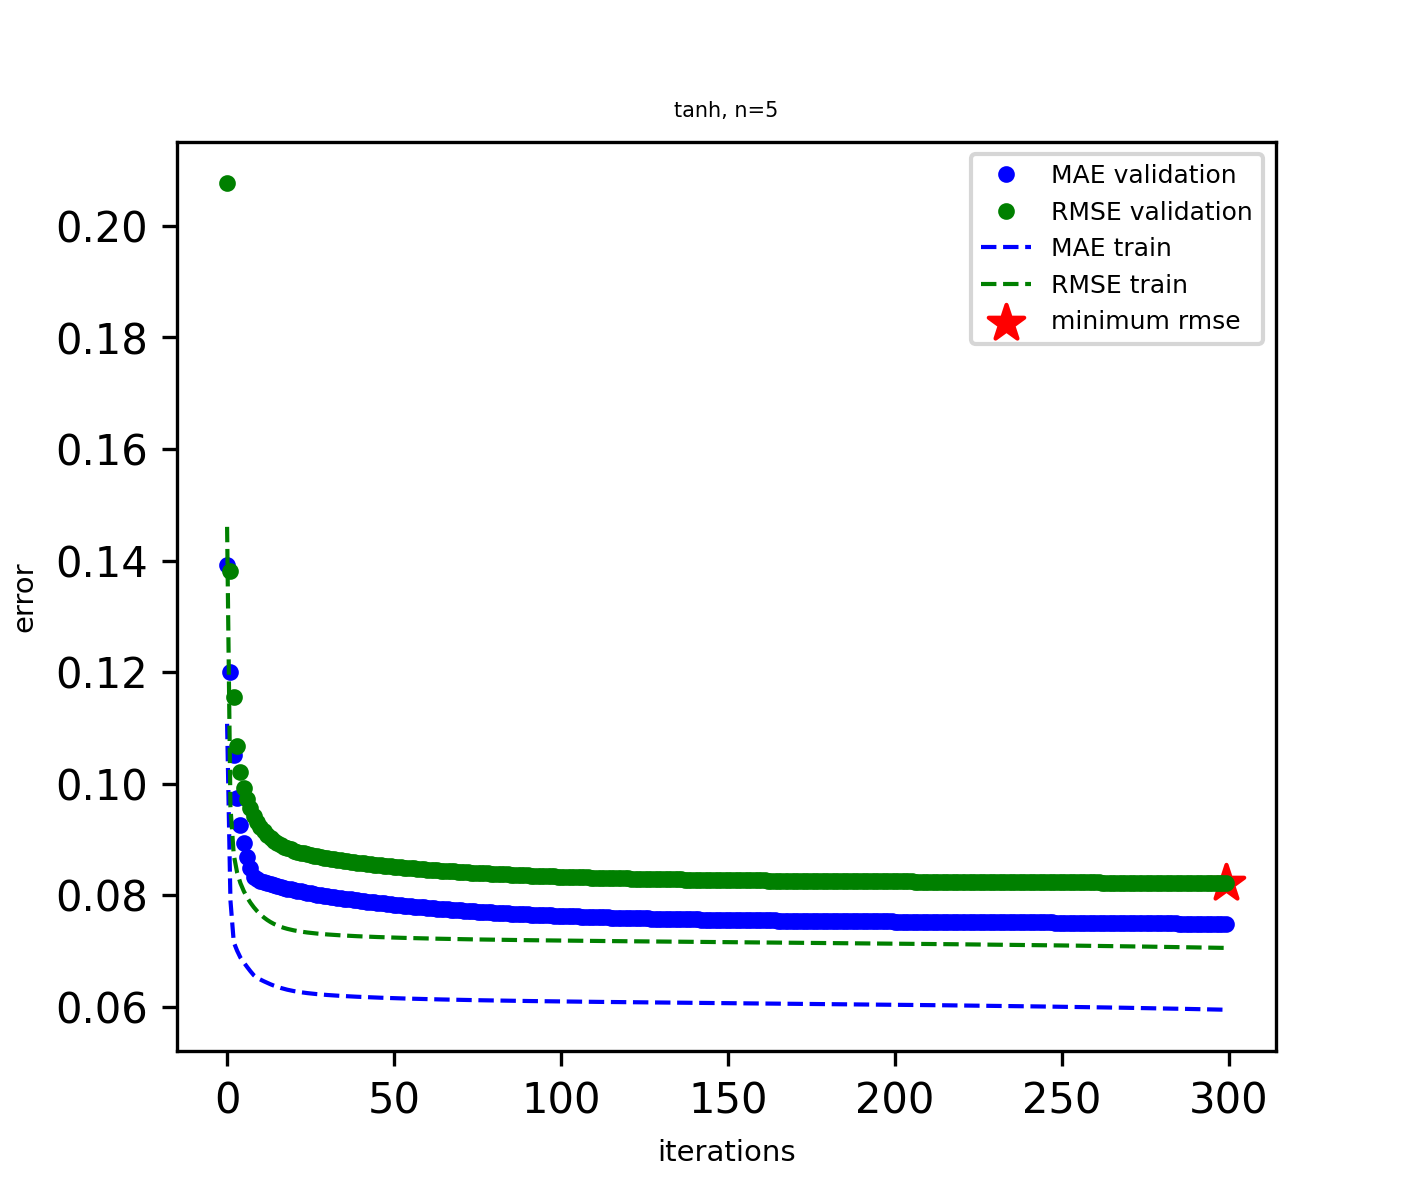 tanh, n=5
MAE validation
RMSE validation
MAE train
RMSE train
minimum rmse
error
0.20
0.18
0.16
0.14
0.12
0.10
0.08
0.06
0 50 100 150 200 250 300
iterations